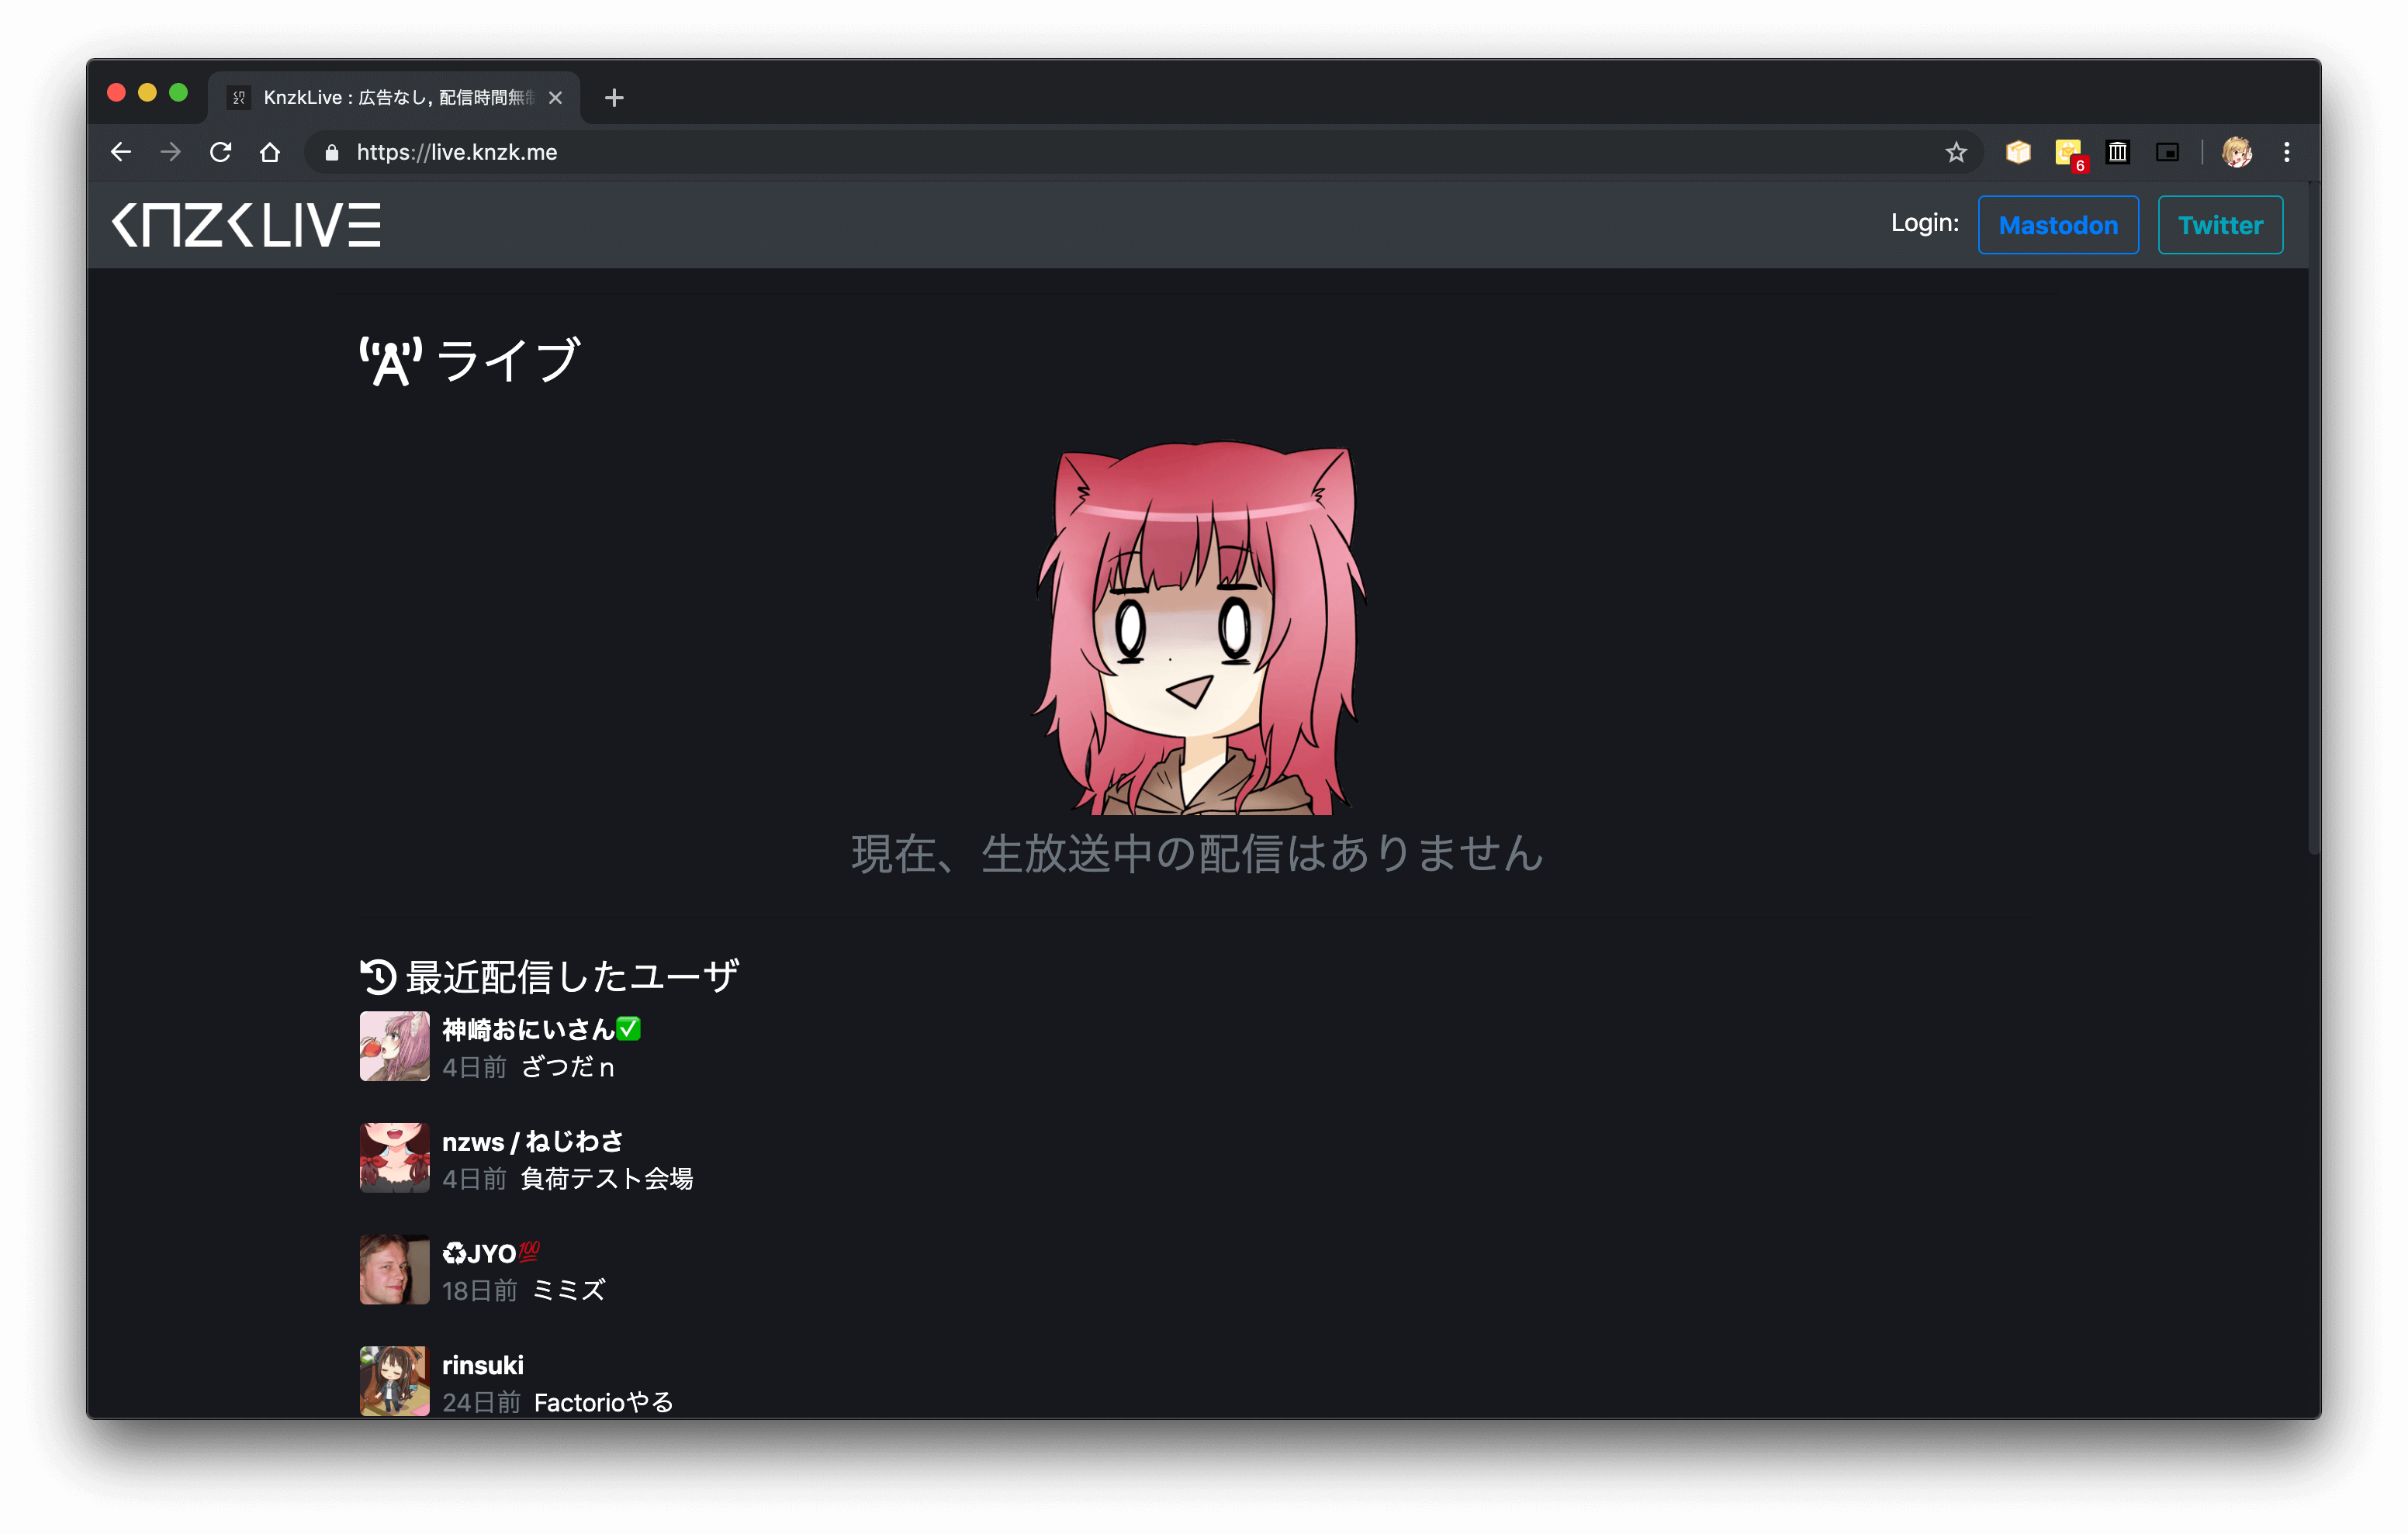 KnzkLive : 広告なし, 配信時間無制
https://live.knzk.me
6
KNZKLIVE
Login:
Mastodon
Twitter
ライブ
現在、生放送中の配信はありません
最近配信したユーザ
神崎おにいさん✅
4日前 ざつだｎ
nzws / ねじわさ
4日前 負荷テスト会場
♻JYO💯
18日前 ミミズ
rinsuki
24日前 Factorioやる